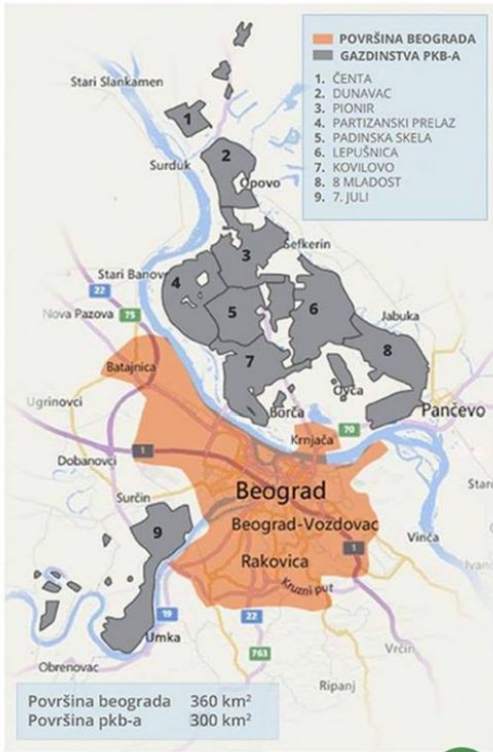 POVRŠINA BEOGRADA
GAZDINSTVA PKB-A
1. ČENTA
2. DUNAVAC
3. PIONIR
4. PARTIZANSKI PRELAZ
5. PADINSKA SKELA
6. LEPUŠNICA
7. KOVILOVO
8. 8 MLADOST
9. 7. JULI
Stari Slankamen
1
Surduk
2
Opovo
Šefkerin
3
Stari Banov
4
22
5
6
75
Nova Pazova
Jabuka
7
8
Batajnica
Ovča
Ugrinovci
Borča
Pančevo
70
Krnjača
1
Dobanovci
Beograd
Surčin
Starč
Beograd-Vozdovac
9
Vinča
1
Rakovica
Ivano
Kruzni put
19
22
Umka
763
Vrčin
Obrenovac
Ripanj
Površina beograda 360 km²
Površina pkb-a 300 km²